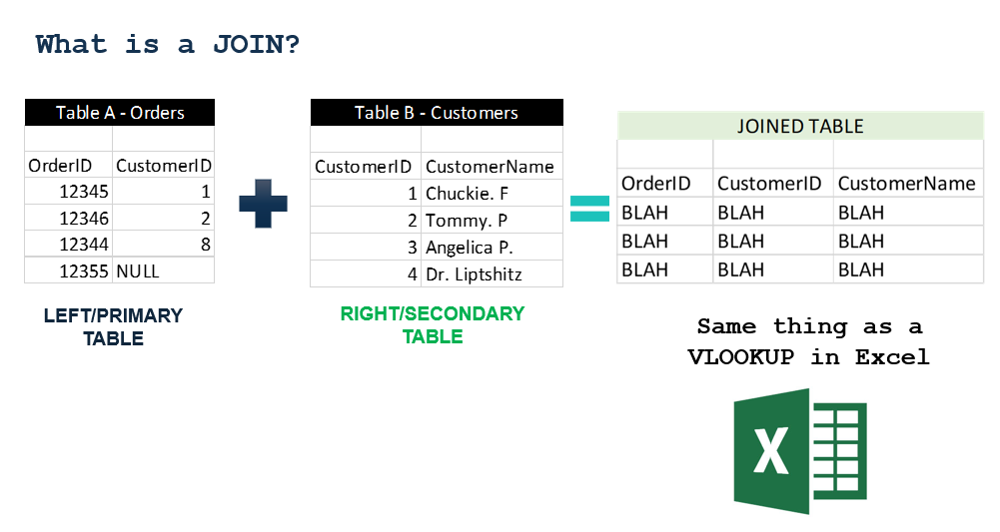 What is a JOIN?
Table A - Orders
OrderID CustomerID
12345 1
12346 2
12344 8
12355 NULL
LEFT/PRIMARY
TABLE
Table B - Customers
CustomerID CustomerName
1 Chuckie. F
2 Tommy. P
3 Angelica P.
4 Dr. Liptshitz
RIGHT/SECONDARY
TABLE
JOINED TABLE
OrderID CustomerID CustomerName
BLAH BLAH BLAH
BLAH BLAH BLAH
BLAH BLAH BLAH
Same thing as a
VLOOKUP in Excel
X